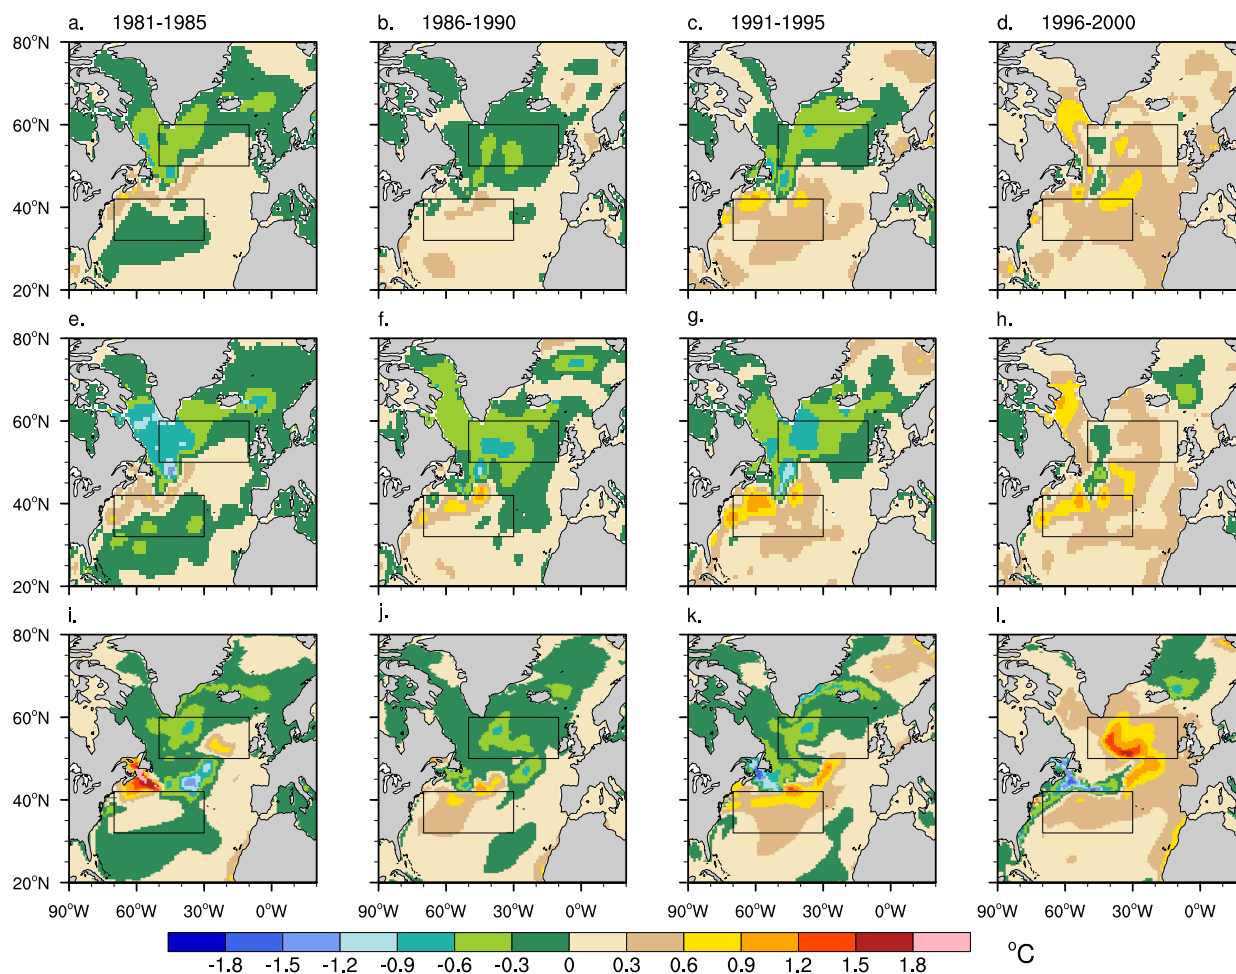 a. 1981-1985 b. 1986-1990 c. 1991-1995 d. 1996-2000
80°N
60°N
40°N
20°N
e. f. g. h.
80°N
60°N
40°N
20°N
i. j. k. l.
80°N
60°N
40°N
20°N
90°W 60°W 30°W 0°W 90°W 60°W 30°W 0°W 90°W 60°W 30°W 0°W 90°W 60°W 30°W 0°W
-1.8 -1.5 -1.2 -0.9 -0.6 -0.3 0 0.3 0.6 0.9 1.2 1.5 1.8 °C